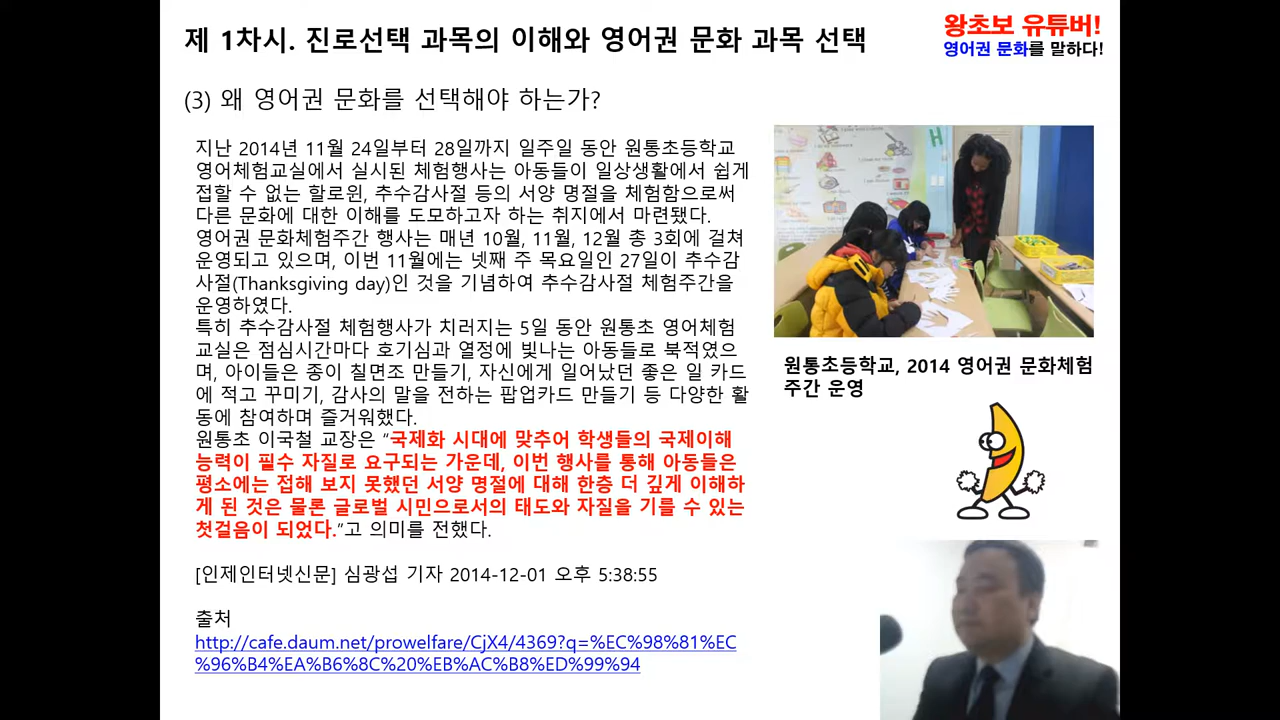 제 1차시. 진로선택 과목의 이해와 영어권 문화 과목 선택
왕초보 유튜버!
영어권 문화를 말하다!
(3) 왜 영어권 문화를 선택해야 하는가?
지난 2014년 11월 24일부터 28일까지 일주일 동안 원통초등학교
영어체험교실에서 실시된 체험행사는 아동들이 일상생활에서 쉽게
접할 수 없는 할로윈, 추수감사절 등의 서양 명절을 체험함으로써
다른 문화에 대한 이해를 도모하고자 하는 취지에서 마련됐다.
영어권 문화체험주간 행사는 매년 10월, 11월, 12월 총 3회에 걸쳐
운영되고 있으며, 이번 11월에는 넷째 주 목요일인 27일이 추수감
사절(Thanksgiving day)인 것을 기념하여 추수감사절 체험주간을
운영하였다.
특히 추수감사절 체험행사가 치러지는 5일 동안 원통초 영어체험
교실은 점심시간마다 호기심과 열정에 빛나는 아동들로 북적였으
며, 아이들은 종이 칠면조 만들기, 자신에게 일어났던 좋은 일 카드
에 적고 꾸미기, 감사의 말을 전하는 팝업카드 만들기 등 다양한 활
동에 참여하며 즐거워했다.
원통초 이국철 교장은 “국제화 시대에 맞추어 학생들의 국제이해
능력이 필수 자질로 요구되는 가운데, 이번 행사를 통해 아동들은
평소에는 접해 보지 못했던 서양 명절에 대해 한층 더 깊게 이해하
게 된 것은 물론 글로벌 시민으로서의 태도와 자질을 기를 수 있는
첫걸음이 되었다.”고 의미를 전했다.
[인제인터넷신문] 심광섭 기자 2014-12-01 오후 5:38:55
출처
http://cafe.daum.net/prowelfare/CjX4/4369?q=%EC%98%81%EC
%96%B4%EA%B6%8C%20%EB%AC%B8%ED%99%94
H
원통초등학교, 2014 영어권 문화체험
주간 운영